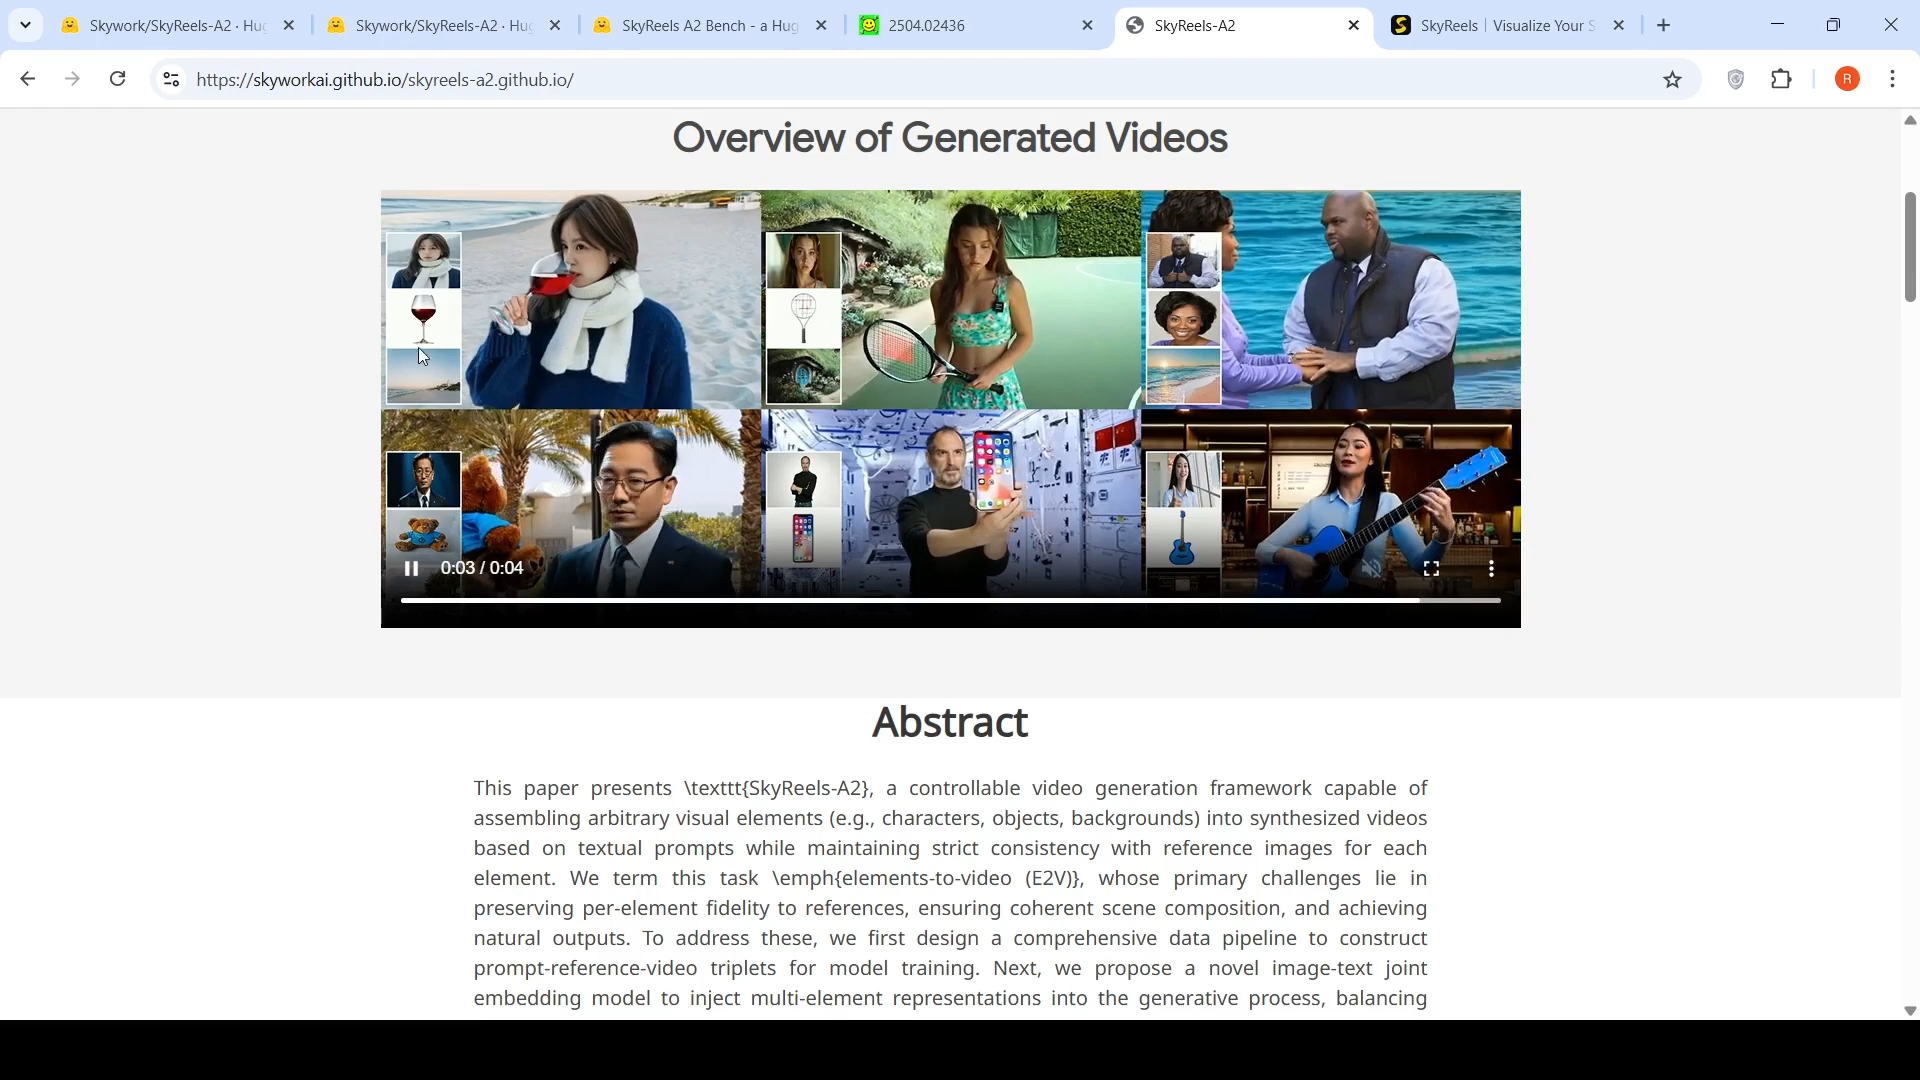 Skywork/SkyReels-A2 · Hug
Skywork/SkyReels-A2 · Hug
SkyReels A2 Bench - a Hug
2504.02436
SkyReels-A2
SkyReels | Visualize Your S
https://skyworkai.github.io/skyreels-a2.github.io/
R
Overview of Generated Videos
0:03 / 0:04
Abstract
This paper presents \texttt{SkyReels-A2}, a controllable video generation framework capable of
assembling arbitrary visual elements (e.g., characters, objects, backgrounds) into synthesized videos
based on textual prompts while maintaining strict consistency with reference images for each
element. We term this task \emph{elements-to-video (E2V)}, whose primary challenges lie in
preserving per-element fidelity to references, ensuring coherent scene composition, and achieving
natural outputs. To address these, we first design a comprehensive data pipeline to construct
prompt-reference-video triplets for model training. Next, we propose a novel image-text joint
embedding model to inject multi-element representations into the generative process, balancing